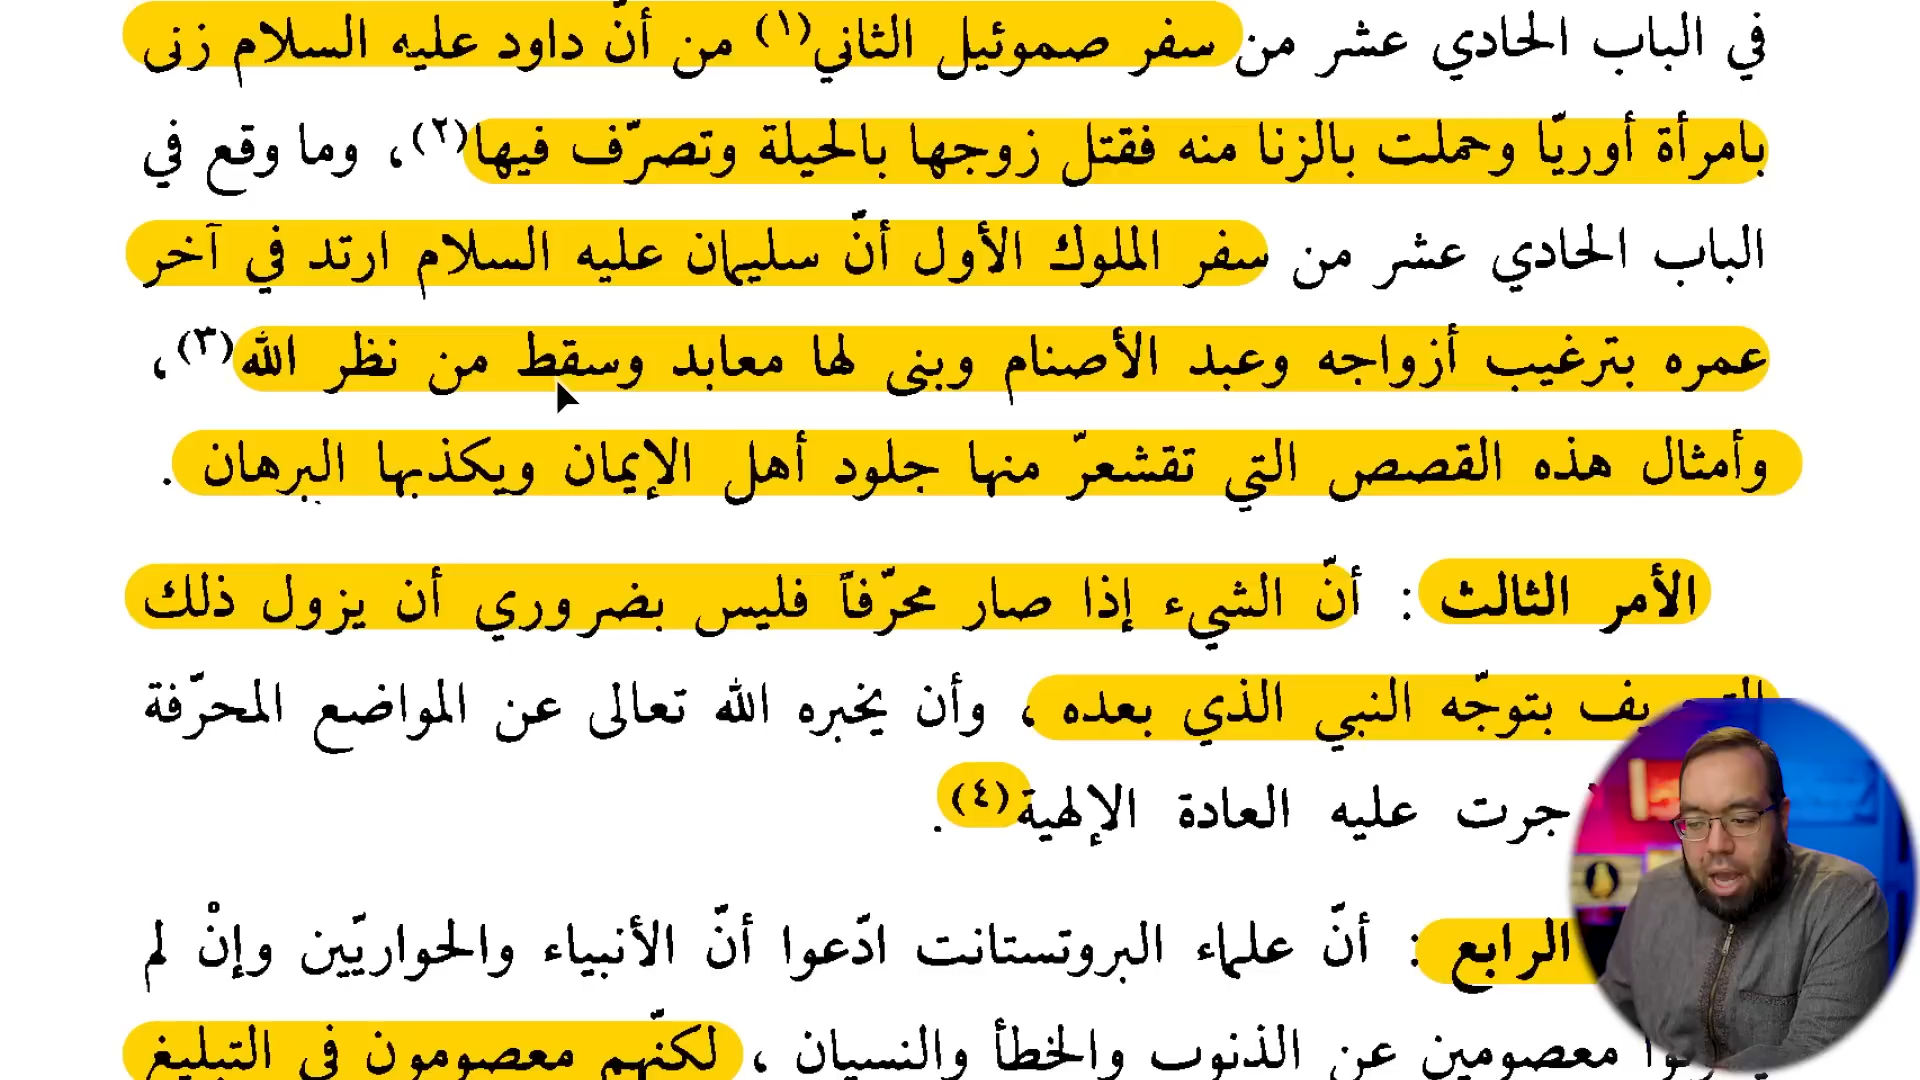 في الباب الحادي عشر من سفر صموئيل الثاني(١) من أنّ داود عليه السلام زنى
بامرأة أوريّا وحملت بالزنا منه فقتل زوجها بالحيلة وتصرّف فيها(٢)، وما وقع في
الباب الحادي عشر من سفر الملوك الأول أنّ سليمان عليه السلام ارتد في آخر
عمره بترغيب أزواجه وعبد الأصنام وبنى لها معابد وسقط من نظر الله(٣)،
وأمثال هذه القصص التي تقشعرّ منها جلود أهل الإيمان ويكذبها البرهان .
الأمر الثالث : أنّ الشيء إذا صار محرّفاً فليس بضروري أن يزول ذلك
بتوجّه النبي الذي بعده ، وأن يخبره الله تعالى عن المواضع المحرّفة
جرت عليه العادة الإلهية(٤).
الرابع : أنّ علماء البروتستانت ادّعوا أنّ الأنبياء والحواريّين وإنْ لم
معصومين عن الذنوب والخطأ والنسيان ، لكنّهم معصومون في التبليغ